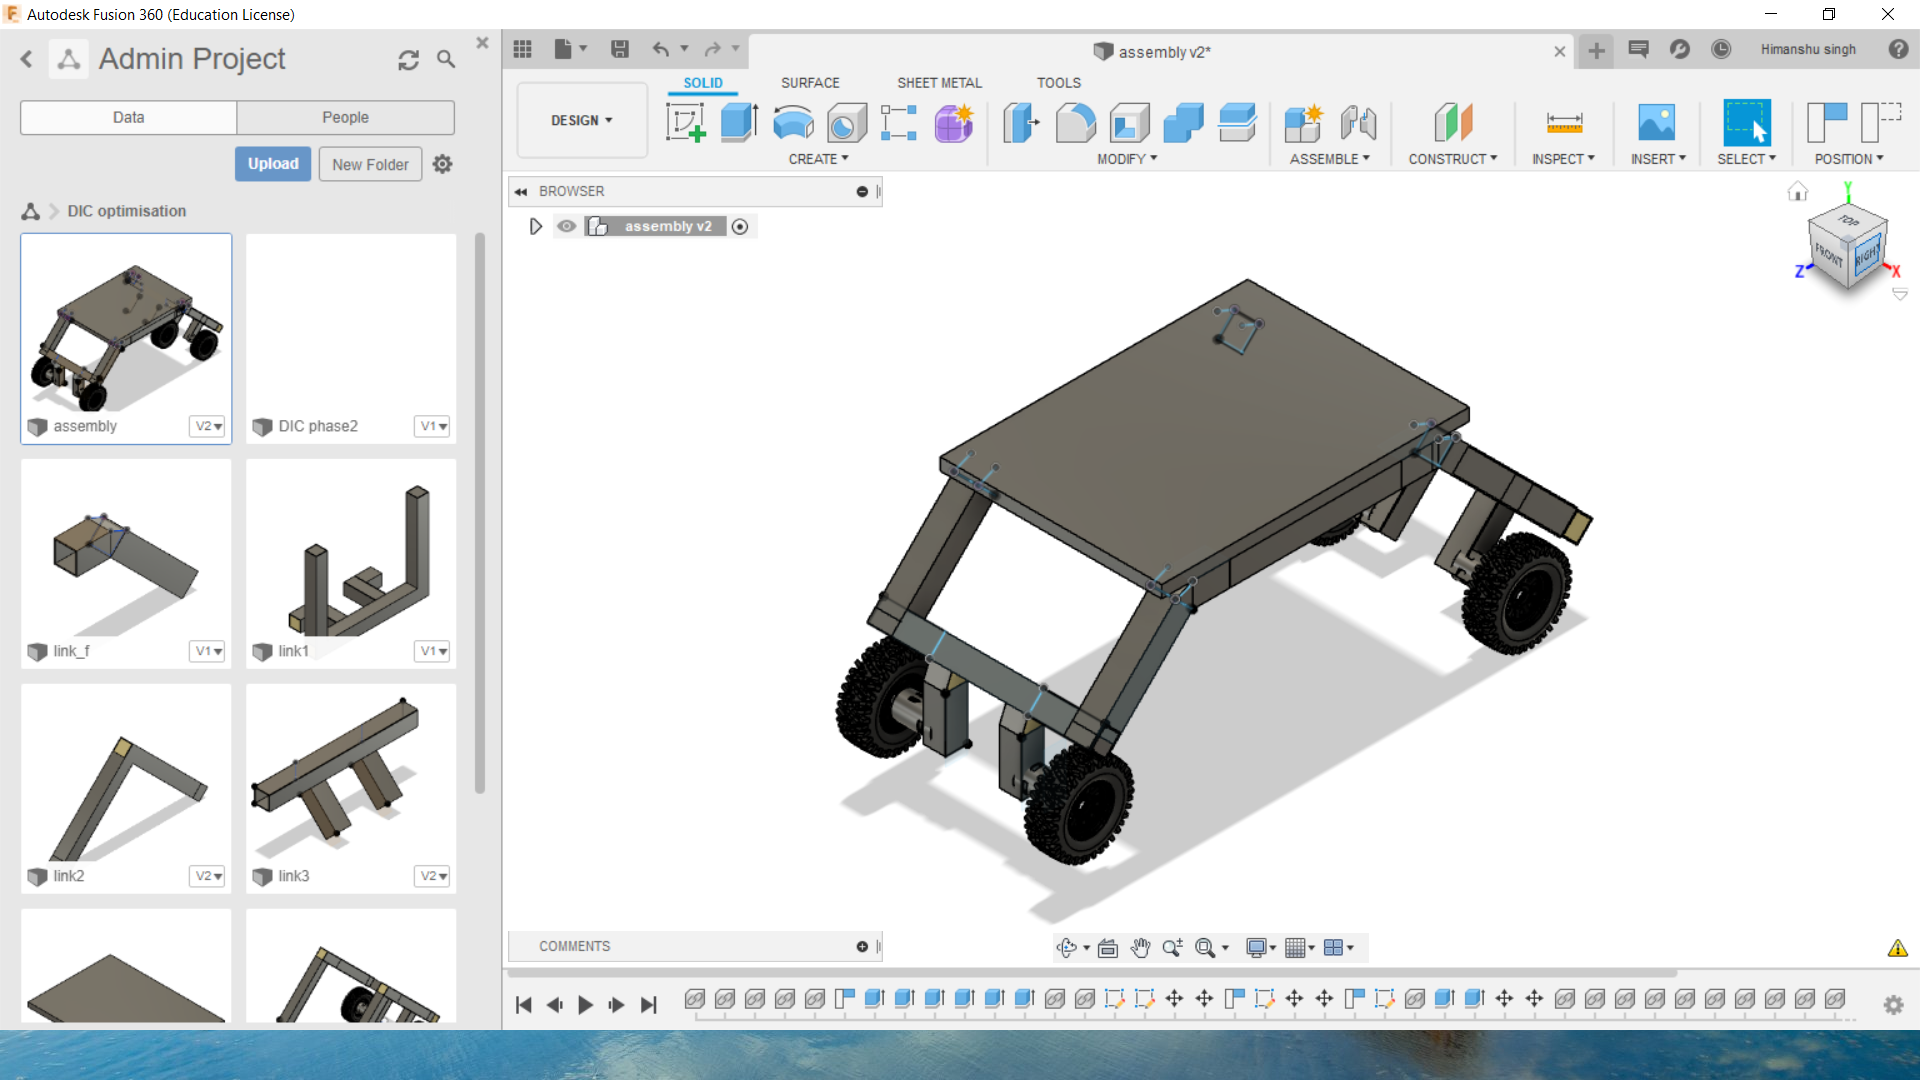 Autodesk Fusion 360 (Education License)
Admin Project
Data People
Upload New Folder
DIC optimisation
assembly V2
DIC phase2 V1
link_f V1
link1 V1
link2 V2
link3 V2
assembly v2*
Himanshu singh
DESIGN
SOLID SURFACE SHEET METAL TOOLS
CREATE MODIFY ASSEMBLE CONSTRUCT INSPECT INSERT SELECT POSITION
BROWSER
assembly v2
Y
TOP
FRONT
RIGHT
Z
X
COMMENTS